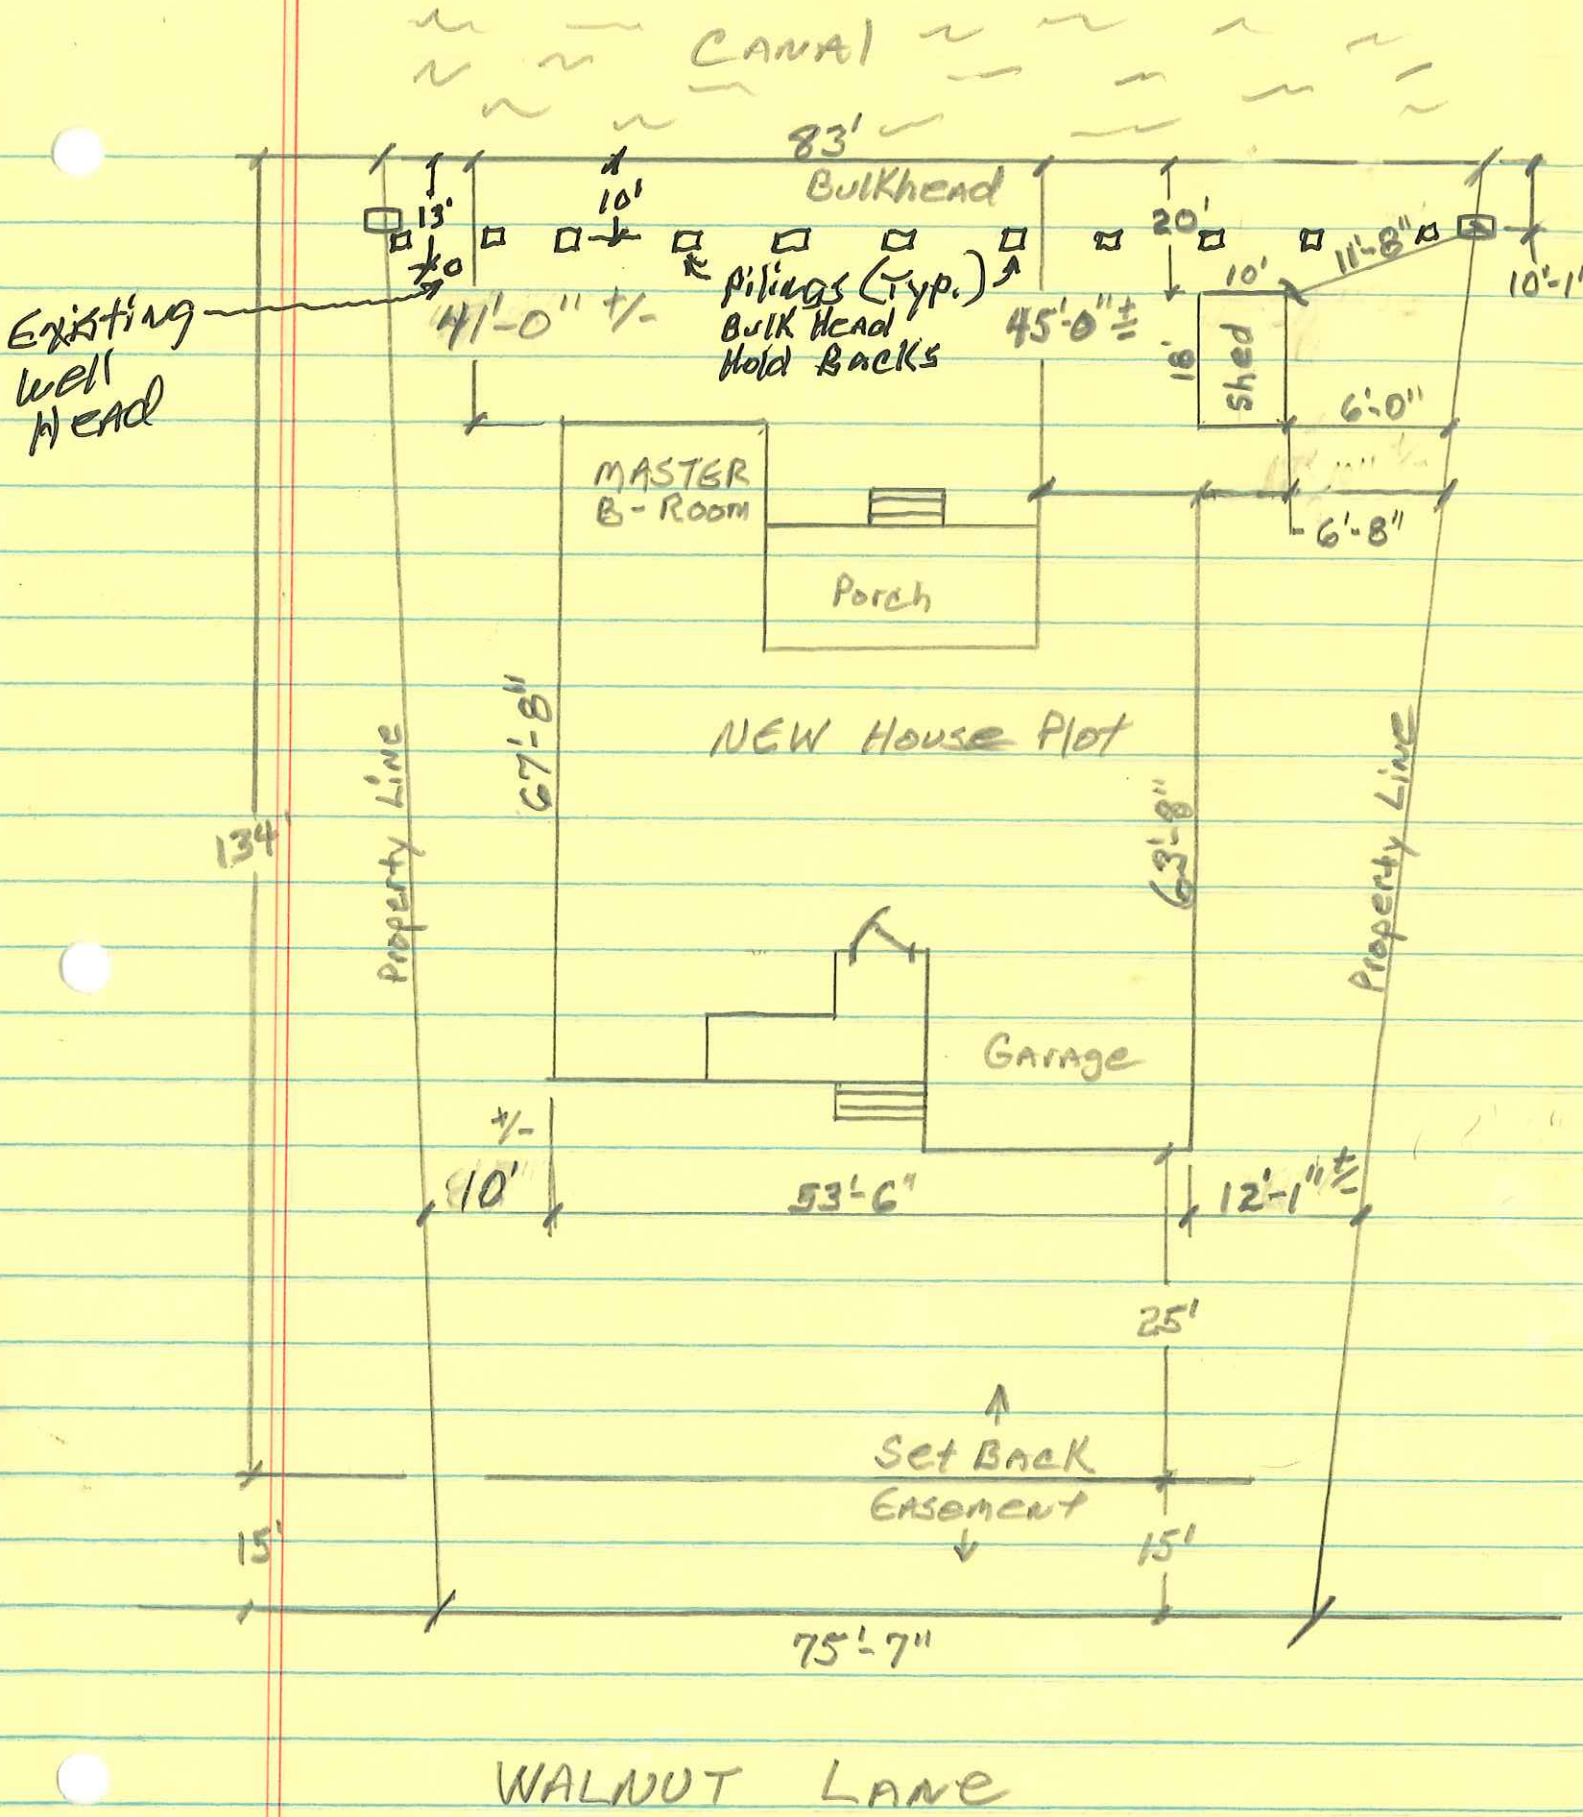 CANAL
83'
Bulkhead
13'
10'
20'
11'-8"
10'
10'-1"
Existing
Well
Head
41'-0" +/-
Pilings (Typ.)
Bulk Head
Hold Backs
45'-0" ±
18'
Shed
6'-0"
MASTER
B-Room
6'-8"
Porch
67'-8"
NEW House Plot
63'-8"
134'
Property Line
Property Line
Garage
+/-
10'
53'-6"
12'-1" ±
25'
Set Back
Easement
15'
15'
75'-7"
WALNUT LANE